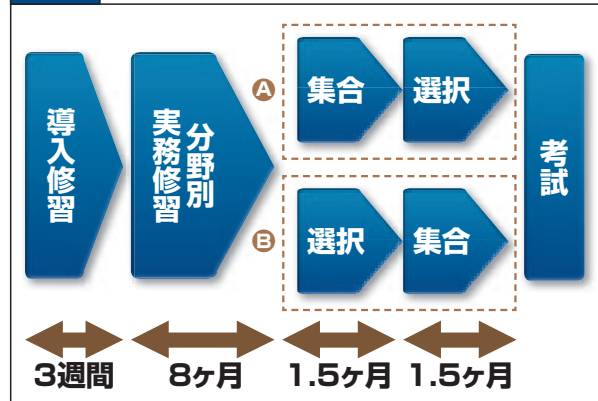 導入修習
分野別
実務修習
A
集合
選択
B
選択
集合
考試
3週間
8ヶ月
1.5ヶ月
1.5ヶ月